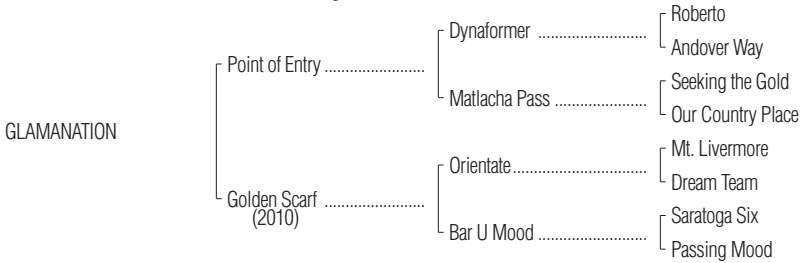 Roberto
Dynaformer ..........................
Andover Way
Point of Entry ........................
Seeking the Gold
Matlacha Pass ......................
Our Country Place
GLAMANATION
Mt. Livermore
Orientate................................
Dream Team
Golden Scarf ........................
(2010)
Saratoga Six
Bar U Mood ..........................
Passing Mood